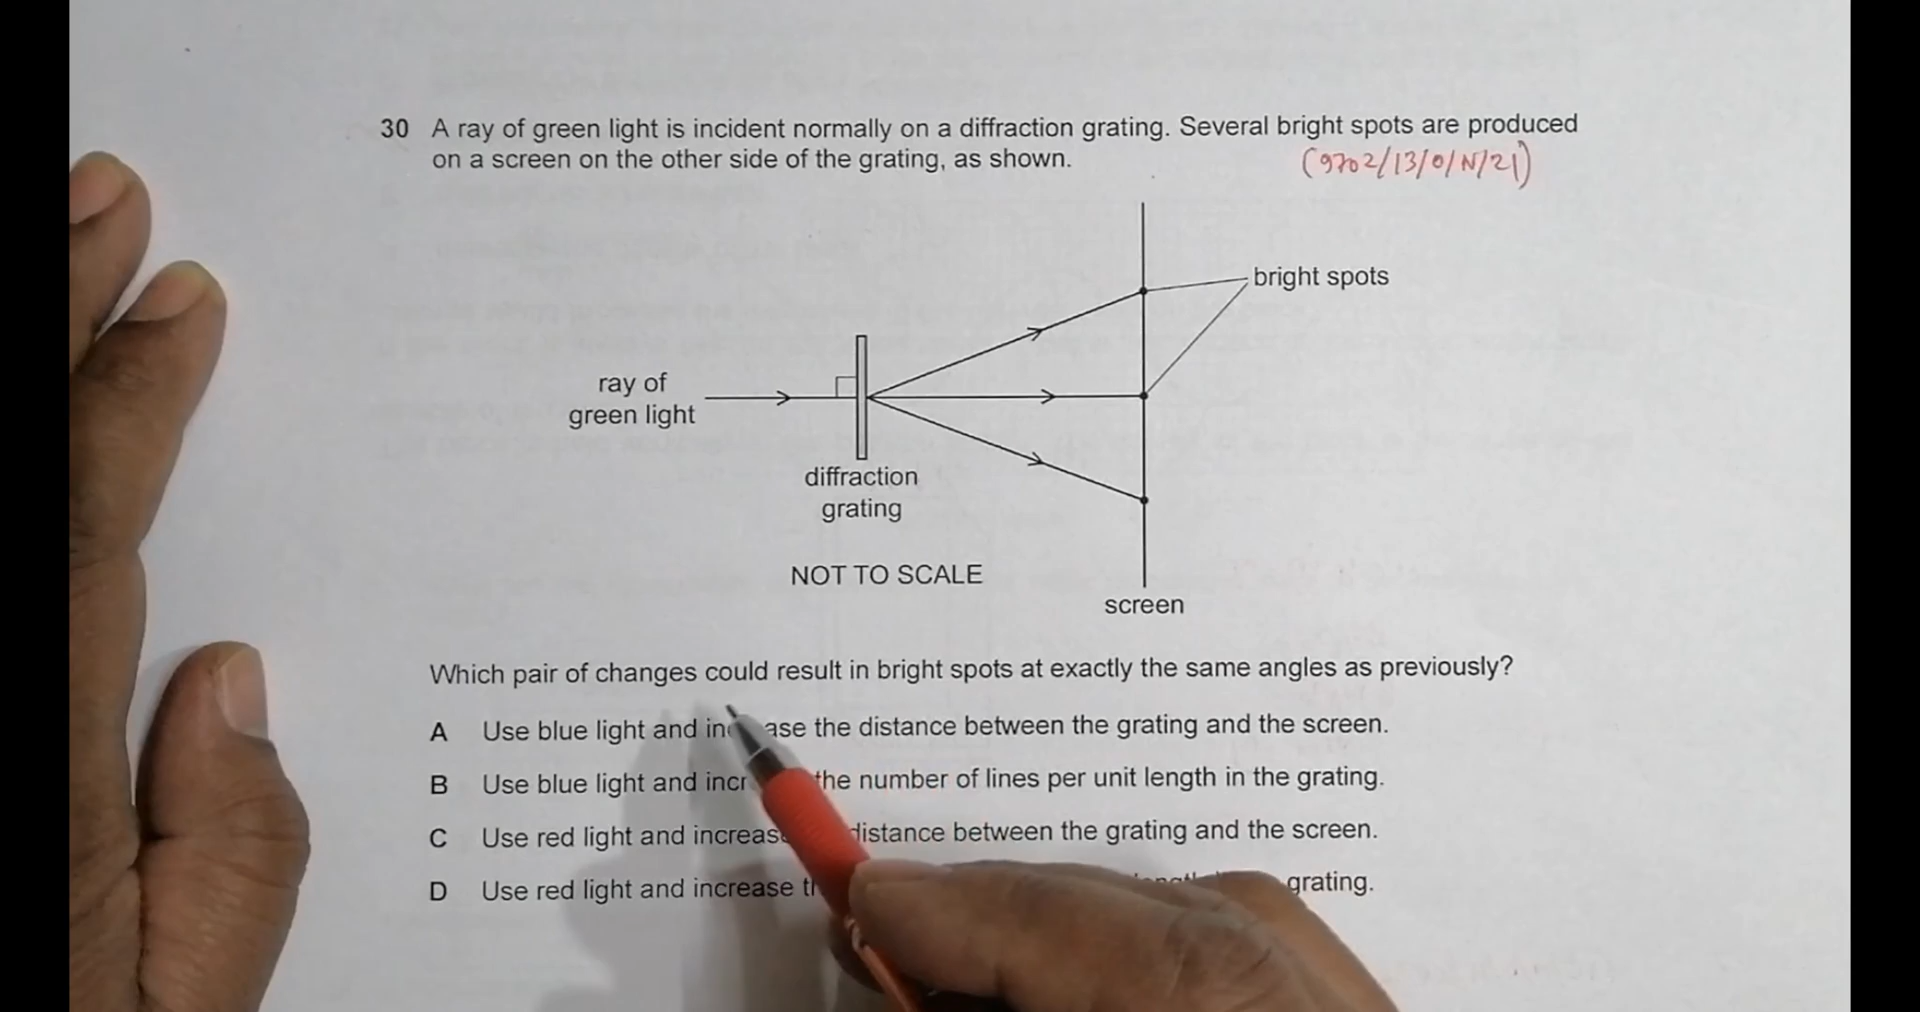 30 A ray of green light is incident normally on a diffraction grating. Several bright spots are produced
on a screen on the other side of the grating, as shown.
(9702/13/O/N/21)
bright spots
ray of
green light
diffraction
grating
NOT TO SCALE
screen
Which pair of changes could result in bright spots at exactly the same angles as previously?
A Use blue light and increase the distance between the grating and the screen.
B Use blue light and incr the number of lines per unit length in the grating.
C Use red light and increase distance between the grating and the screen.
D Use red light and increase grating.